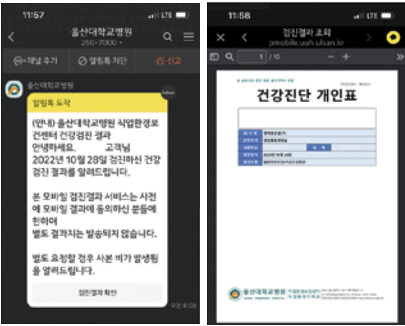 11:57
LTE
울산대학교병원
250-7000
채널 추가
알림톡 차단
신고
울산대학교병원
알림톡 도착
(안내) 울산대학교병원 직업환경보
건센터 건강검진 결과
안녕하세요. 고객님
2022년 10월 28일 검진하신 건강
검진 결과를 알려드립니다.
본 모바일 검진결과 서비스는 사전
에 모바일 결과에 동의하신 분들에
한하여
별도 결과지는 발송되지 않습니다.
별도 요청할 경우 사본 비가 발생됨
을 알려드립니다.
검진결과 확인
11:58
LTE
검진결과 조회
pmobile.uuh.ulsan.kr
1 / 10
건강진단 개인표
울산대학교병원